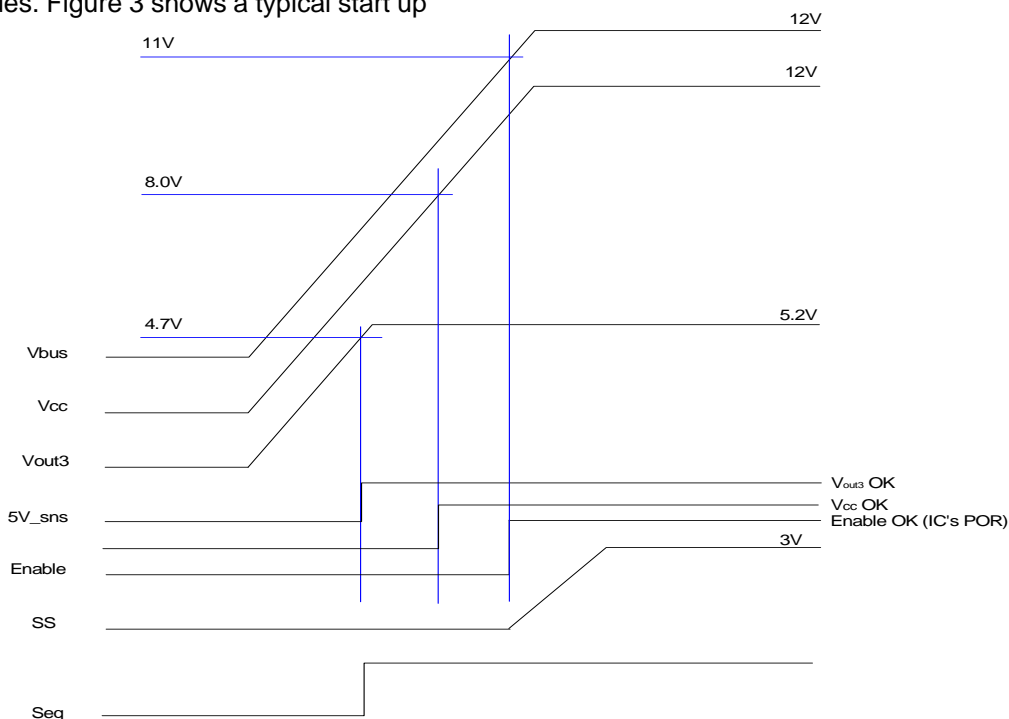 les. Figure 3 shows a typical start up
12V
11V
12V
8.0V
5.2V
4.7V
Vbus
Vcc
Vout3
Vout3 OK
Vcc OK
5V_sns
Enable OK (IC's POR)
3V
Enable
SS
Seq